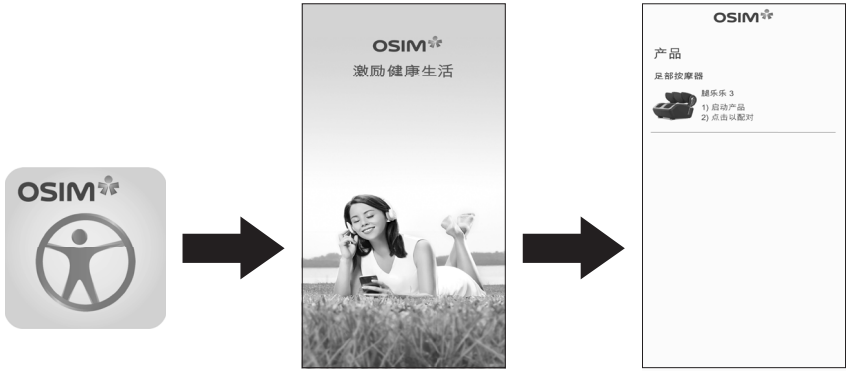 OSIM
OSIM
激励健康生活
OSIM
产品
足部按摩器
腿乐乐 3
1) 启动产品
2) 点击以配对